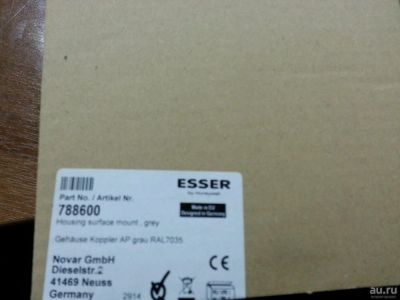 ESSER
by Honeywell
Part No. / Artikel Nr.
788600
Made in EU
Designed in Germany
Housing surface mount , grey
Gehäuse Koppler AP grau RAL7035
Novar GmbH
Dieselstr.2
41469 Neuss
Germany
2914
CE
au.ru